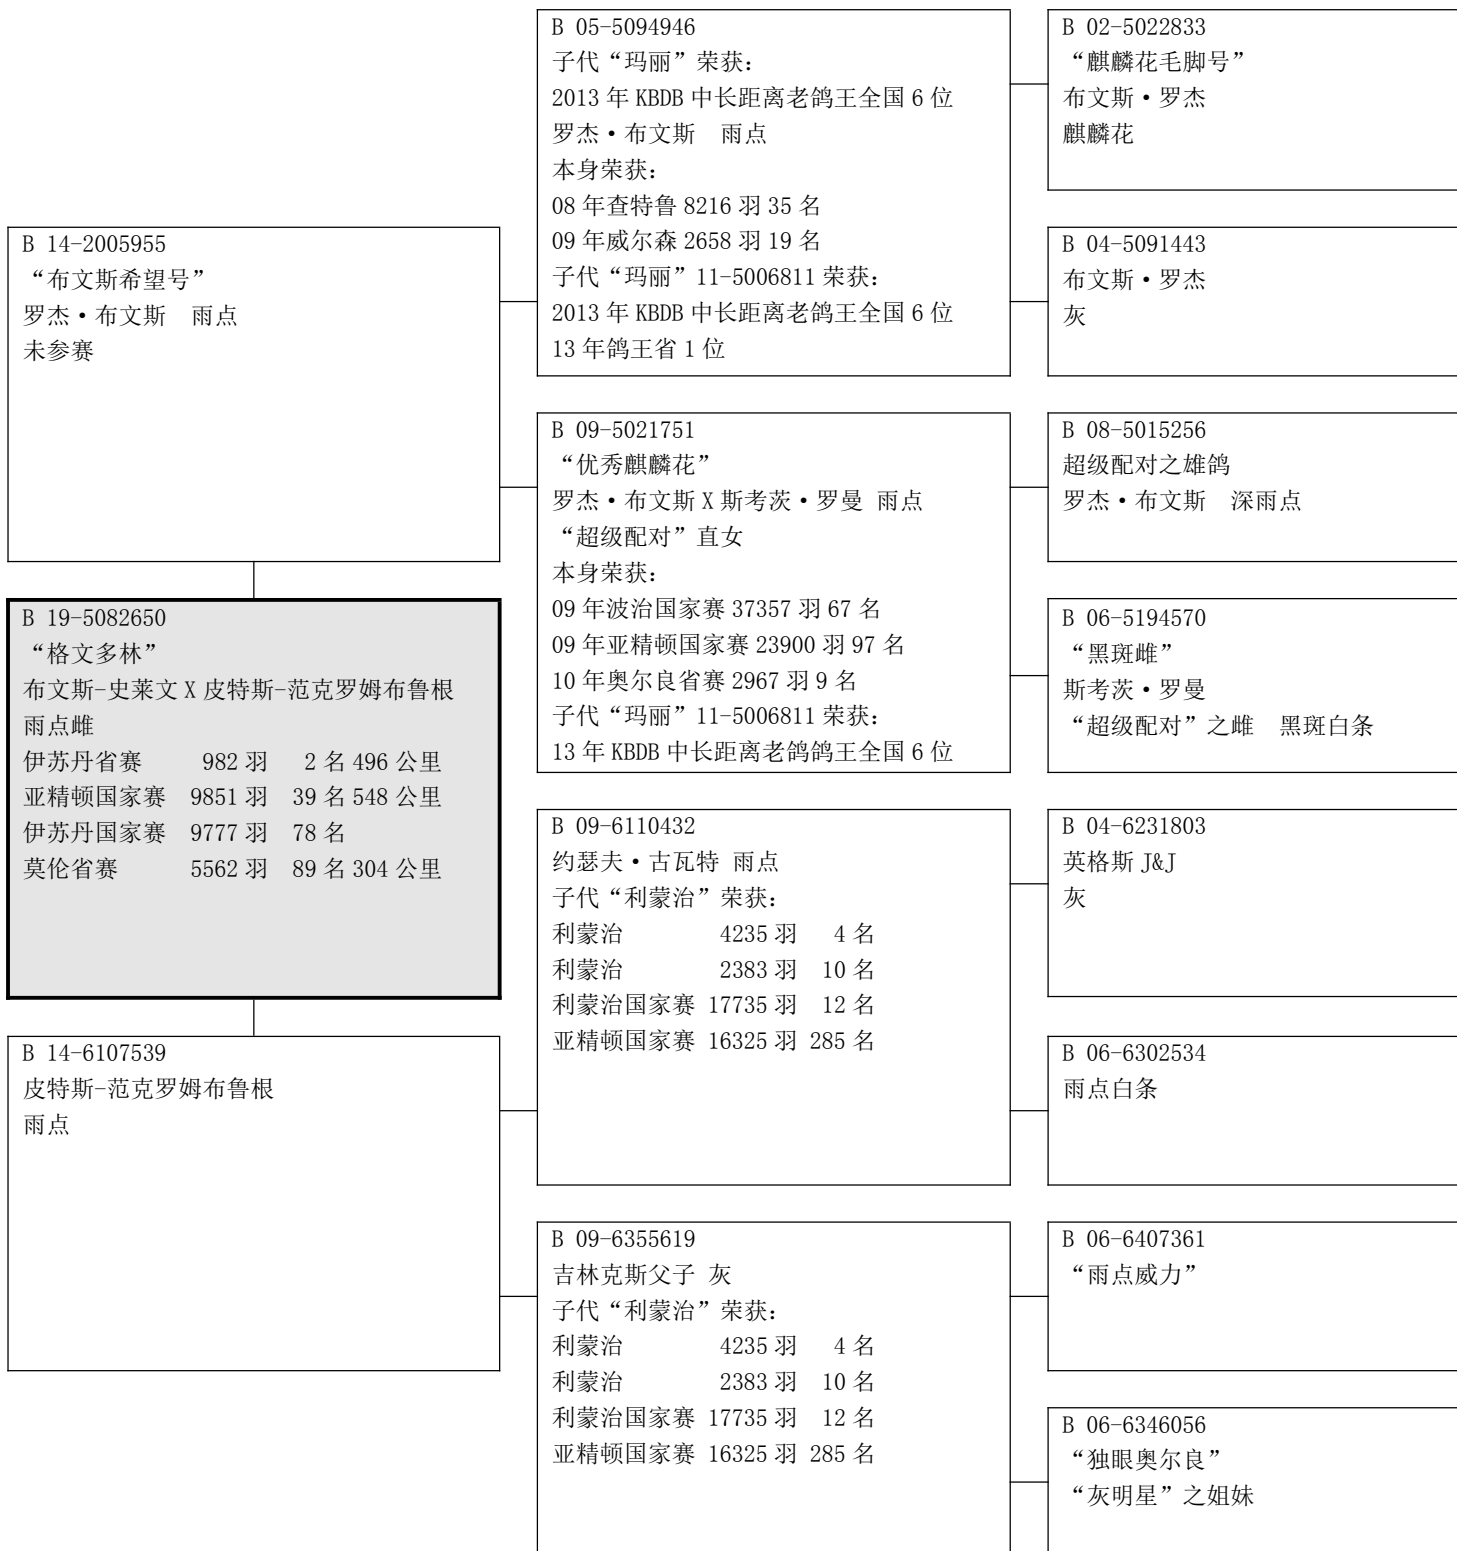 B 14-2005955
“布文斯希望号”
罗杰·布文斯 雨点
未参赛
B 19-5082650
“格文多林”
布文斯-史莱文 X 皮特斯-范克罗姆布鲁根
雨点雌
伊苏丹省赛 982 羽 2 名 496 公里
亚精顿国家赛 9851 羽 39 名 548 公里
伊苏丹国家赛 9777 羽 78 名
莫伦省赛 5562 羽 89 名 304 公里
B 14-6107539
皮特斯-范克罗姆布鲁根
雨点
B 05-5094946
子代“玛丽”荣获：
2013 年 KBDB 中长距离老鸽王全国 6 位
罗杰·布文斯 雨点
本身荣获：
08 年查特鲁 8216 羽 35 名
09 年威尔森 2658 羽 19 名
子代“玛丽”11-5006811 荣获：
2013 年 KBDB 中长距离老鸽王全国 6 位
13 年鸽王省 1 位
B 09-5021751
“优秀麒麟花”
罗杰·布文斯 X 斯考茨·罗曼 雨点
“超级配对”直女
本身荣获：
09 年波治国家赛 37357 羽 67 名
09 年亚精顿国家赛 23900 羽 97 名
10 年奥尔良省赛 2967 羽 9 名
子代“玛丽”11-5006811 荣获：
13 年 KBDB 中长距离老鸽鸽王全国 6 位
B 09-6110432
约瑟夫·古瓦特 雨点
子代“利蒙治”荣获：
利蒙治 4235 羽 4 名
利蒙治 2383 羽 10 名
利蒙治国家赛 17735 羽 12 名
亚精顿国家赛 16325 羽 285 名
B 09-6355619
吉林克斯父子 灰
子代“利蒙治”荣获：
利蒙治 4235 羽 4 名
利蒙治 2383 羽 10 名
利蒙治国家赛 17735 羽 12 名
亚精顿国家赛 16325 羽 285 名
B 02-5022833
“麒麟花毛脚号”
布文斯·罗杰
麒麟花
B 04-5091443
布文斯·罗杰
灰
B 08-5015256
超级配对之雄鸽
罗杰·布文斯 深雨点
B 06-5194570
“黑斑雌”
斯考茨·罗曼
“超级配对”之雌 黑斑白条
B 04-6231803
英格斯 J&J
灰
B 06-6302534
雨点白条
B 06-6407361
“雨点威力”
B 06-6346056
“独眼奥尔良”
“灰明星”之姐妹